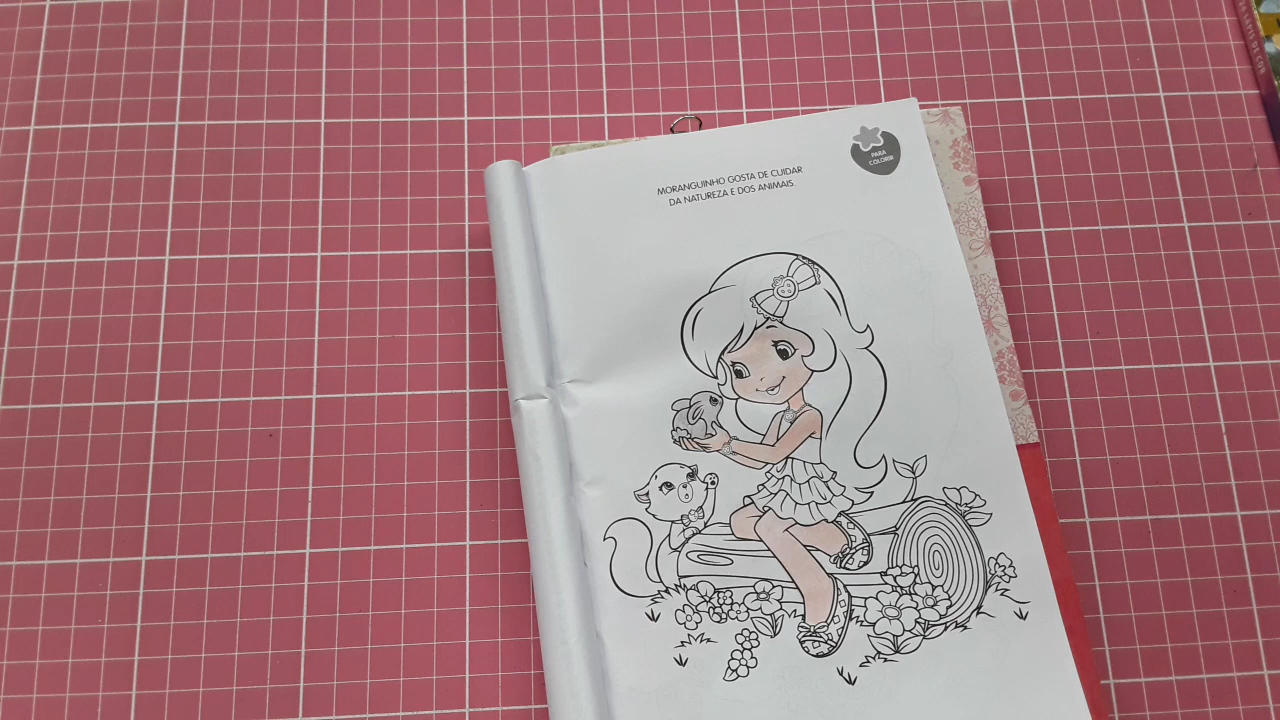 PARA
COLORIR
MORANGUINHO GOSTA DE CUIDAR
DA NATUREZA E DOS ANIMAIS.